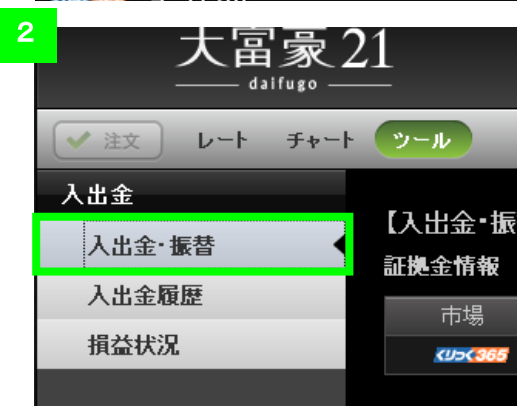 2
大富豪21
daifugo
注文 レート チャート ツール
入出金
入出金・振替
入出金履歴
損益状況
【入出金・振
証拠金情報
市場
くりっく365